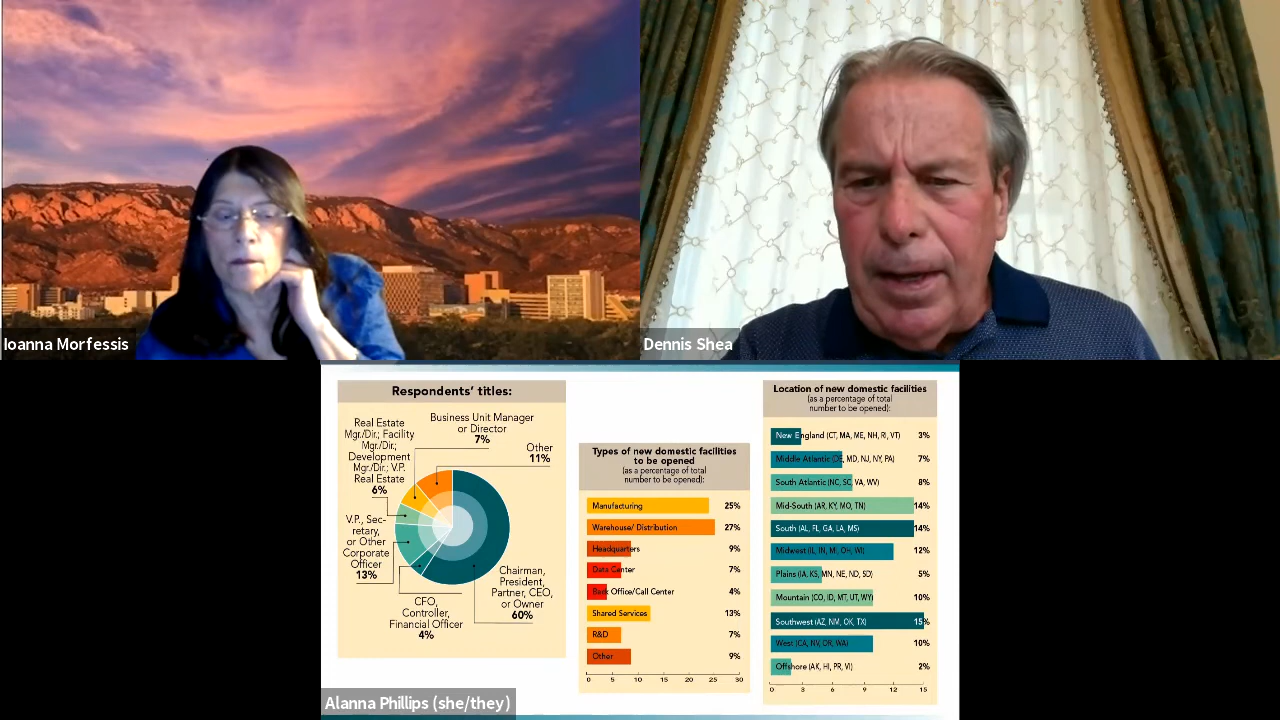 Ioanna Morfessis
Dennis Shea
Respondents' titles:
Real Estate
Mgr./Dir.; Facility
Mgr./Dir.;
Development
Mgr./Dir.; V.P.
Real Estate
6%
Business Unit Manager
or Director
7%
Other
11%
V.P., Sec-
retary,
or Other
Corporate
Officer
13%
CFO,
Controller,
Financial Officer
4%
Chairman,
President,
Partner, CEO,
or Owner
60%
Types of new domestic facilities
to be opened
(as a percentage of total
number to be opened):
Manufacturing 25%
Warehouse/ Distribution 27%
Headquarters 9%
Data Center 7%
Back Office/Call Center 4%
Shared Services 13%
R&D 7%
Other 9%
0 5 10 15 20 25 30
Location of new domestic facilities
(as a percentage of total
number to be opened):
New England (CT, MA, ME, NH, RI, VT) 3%
Middle Atlantic (DE, MD, NJ, NY, PA) 7%
South Atlantic (NC, SC, VA, WV) 8%
Mid-South (AR, KY, MO, TN) 14%
South (AL, FL, GA, LA, MS) 14%
Midwest (IL, IN, MI, OH, WI) 12%
Plains (IA, KS, MN, NE, ND, SD) 5%
Mountain (CO, ID, MT, UT, WY) 10%
Southwest (AZ, NM, OK, TX) 15%
West (CA, NV, OR, WA) 10%
Offshore (AK, HI, PR, VI) 2%
0 3 6 9 12 15
Alanna Phillips (she/they)